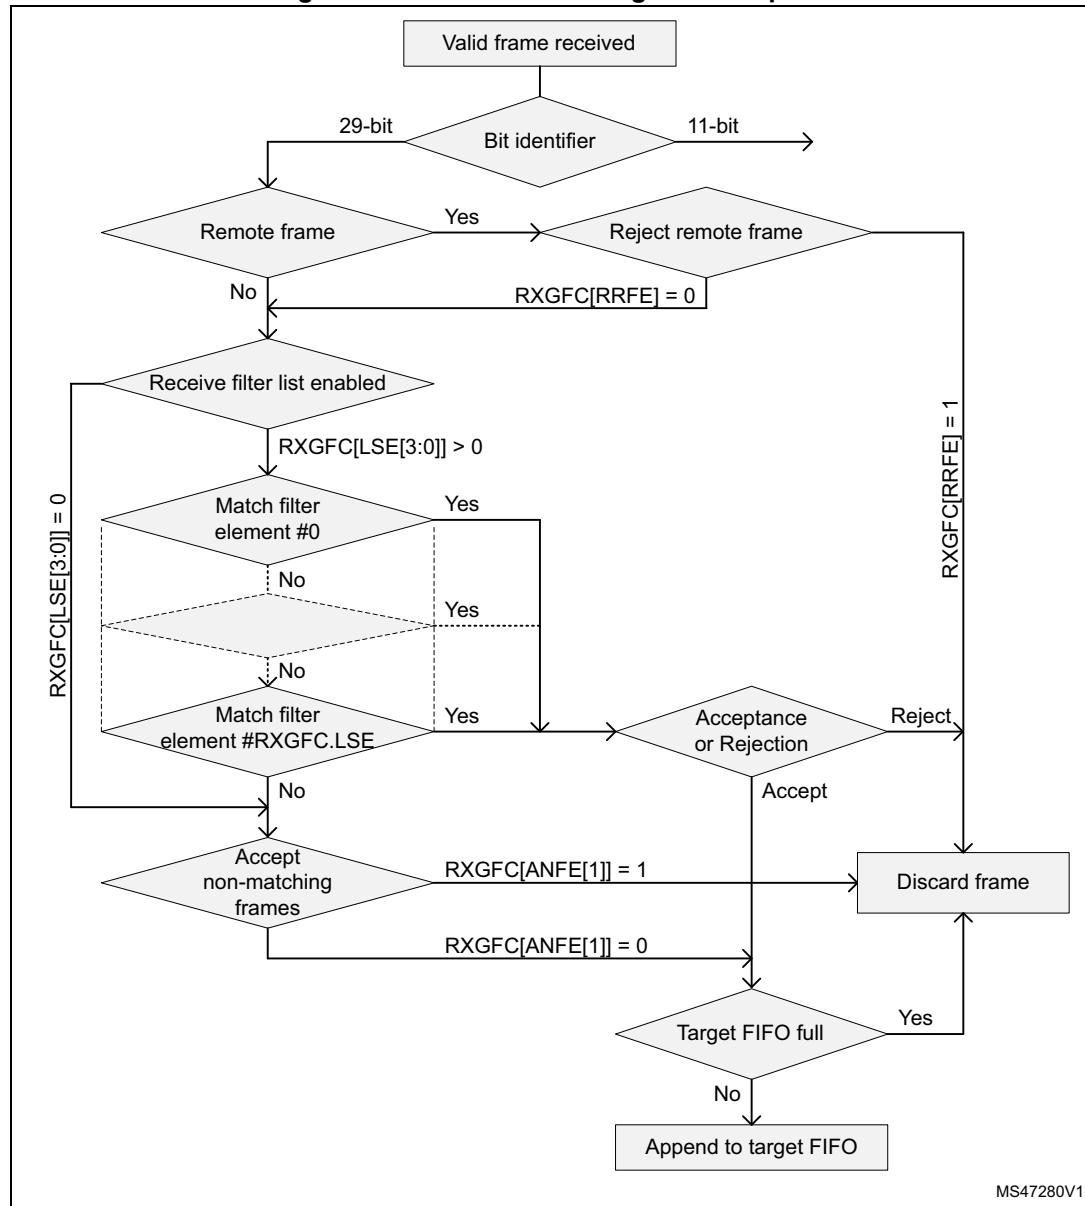 Valid frame received
29-bit
Bit identifier
11-bit
Remote frame
Yes
Reject remote frame
No
RXGFC[RRFE] = 0
Receive filter list enabled
RXGFC[LSE[3:0]] > 0
RXGFC[RRFE] = 1
RXGFC[LSE[3:0]] = 0
Match filter
element #0
Yes
No
Yes
No
Match filter
element #RXGFC.LSE
Yes
Acceptance
or Rejection
Reject
No
Accept
Accept
non-matching
frames
RXGFC[ANFE[1]] = 1
Discard frame
RXGFC[ANFE[1]] = 0
Target FIFO full
Yes
No
Append to target FIFO
MS47280V1